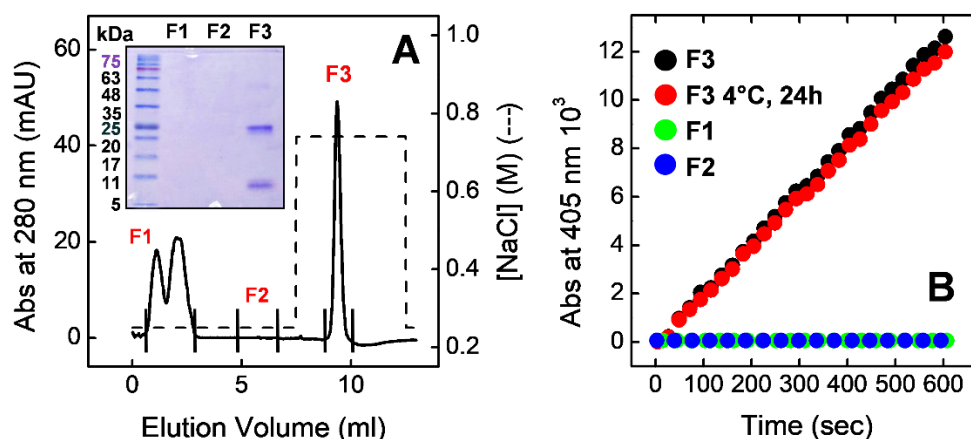 A
Abs at 280 nm (mAU)
60
40
20
0
kDa F1 F2 F3
75
63
48
35
25
20
17
11
5
F1
F2
F3
1.0
0.8
0.6
0.4
0.2
[NaCl] (M) (---)
0 5 10
Elution Volume (ml)
B
Abs at 405 nm 10³
12
10
8
6
4
2
0
F3
F3 4°C, 24h
F1
F2
0 100 200 300 400 500 600
Time (sec)